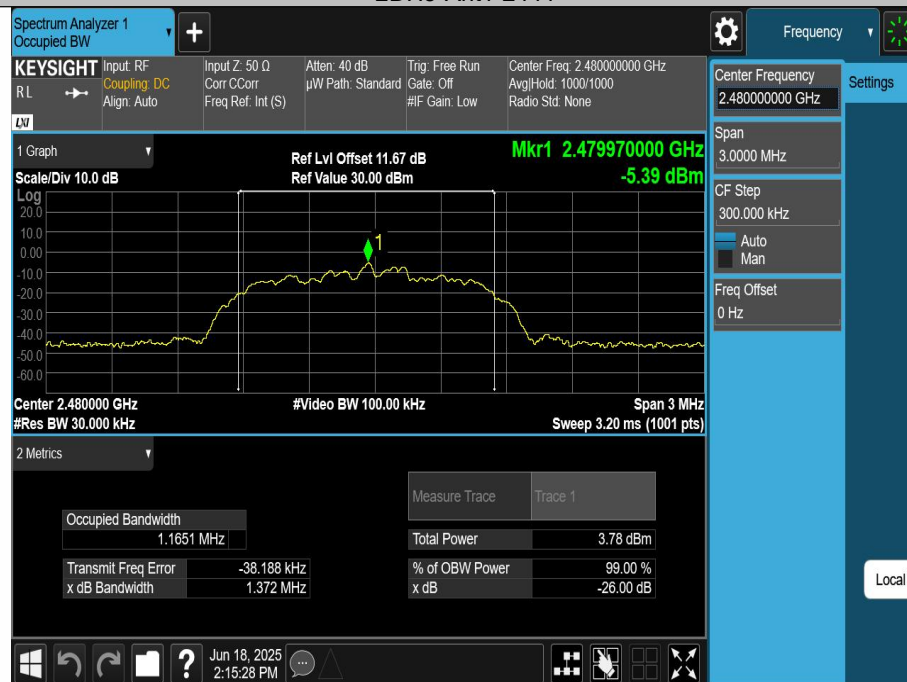 Spectrum Analyzer 1
Occupied BW
+
Frequency
KEYSIGHT
RL
LXI
Input: RF
Coupling: DC
Align: Auto
Input Z: 50 Ω
Corr CCorr
Freq Ref: Int (S)
Atten: 40 dB
µW Path: Standard
Trig: Free Run
Gate: Off
#IF Gain: Low
Center Freq: 2.480000000 GHz
Avg|Hold: 1000/1000
Radio Std: None
Center Frequency
2.480000000 GHz
Settings
Span
3.0000 MHz
CF Step
300.000 kHz
Auto
Man
Freq Offset
0 Hz
Local
1 Graph
Scale/Div 10.0 dB
Ref Lvl Offset 11.67 dB
Ref Value 30.00 dBm
Mkr1 2.479970000 GHz
-5.39 dBm
Log
20.0
10.0
0.00
-10.0
-20.0
-30.0
-40.0
-50.0
-60.0
1
Center 2.480000 GHz
#Res BW 30.000 kHz
#Video BW 100.00 kHz
Span 3 MHz
Sweep 3.20 ms (1001 pts)
2 Metrics
Measure Trace
Trace 1
Occupied Bandwidth
1.1651 MHz
Total Power
3.78 dBm
Transmit Freq Error
-38.188 kHz
% of OBW Power
99.00 %
x dB Bandwidth
1.372 MHz
x dB
-26.00 dB
?
Jun 18, 2025
2:15:28 PM